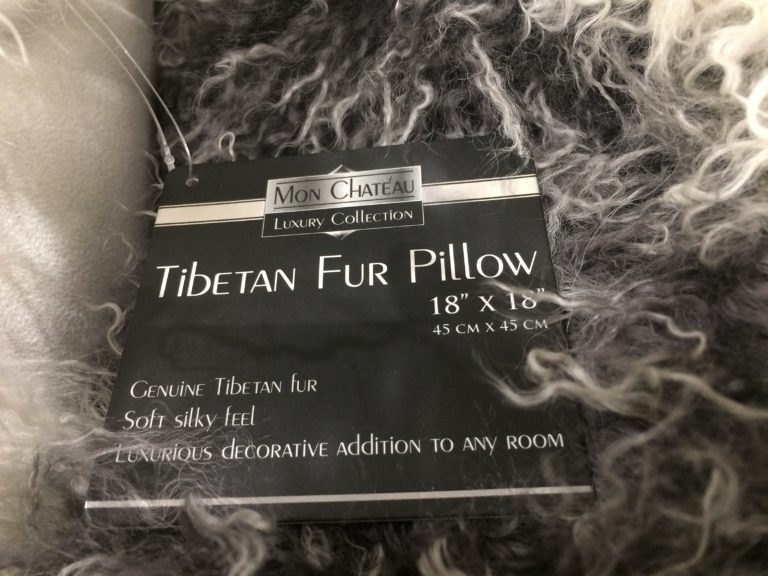 Mon Chatéau
Luxury Collection
Tibetan Fur Pillow
18" x 18"
45 cm x 45 cm
Genuine Tibetan fur
Soft silky feel
Luxurious decorative addition to any room